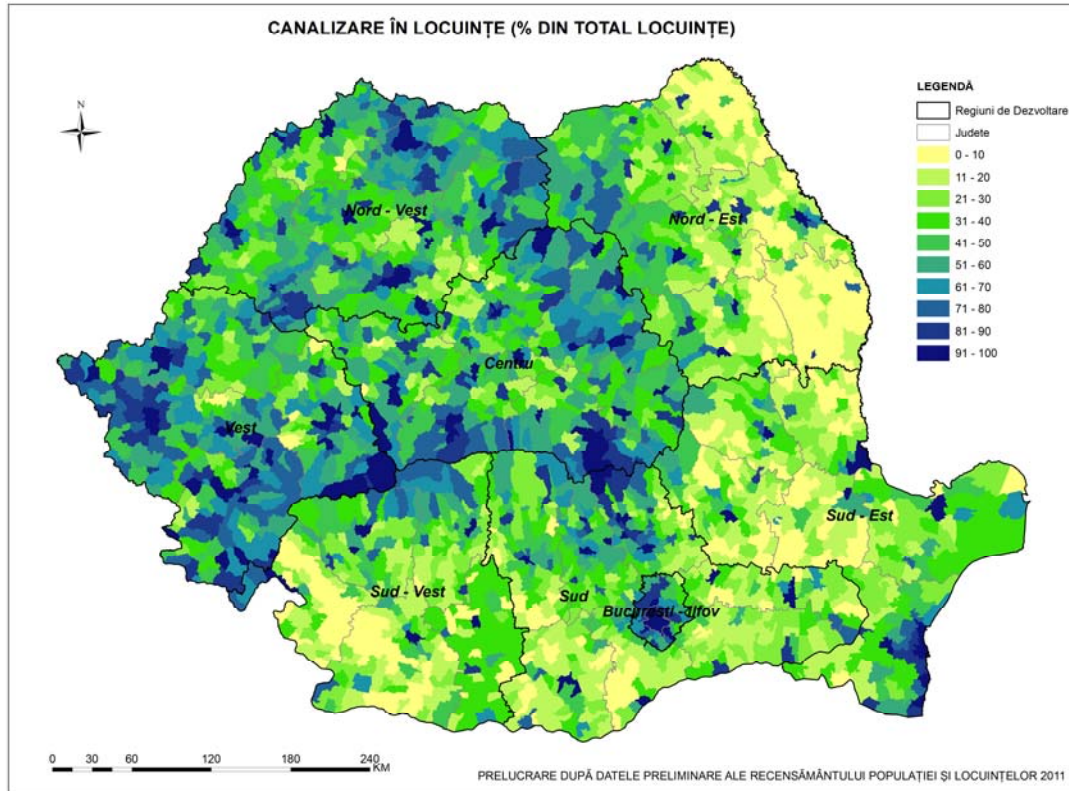 CANALIZARE ÎN LOCUINȚE (% DIN TOTAL LOCUINȚE)
N
LEGENDĂ
Regiuni de Dezvoltare
Judete
0 - 10
11 - 20
21 - 30
31 - 40
41 - 50
51 - 60
61 - 70
71 - 80
81 - 90
91 - 100
Nord - Vest
Nord - Est
Centru
Vest
Sud - Est
Sud - Vest
Sud
București - Ilfov
0 30 60 120 180 240
KM
PRELUCRARE DUPĂ DATELE PRELIMINARE ALE RECENSĂMÂNTULUI POPULAȚIEI ȘI LOCUINȚELOR 2011